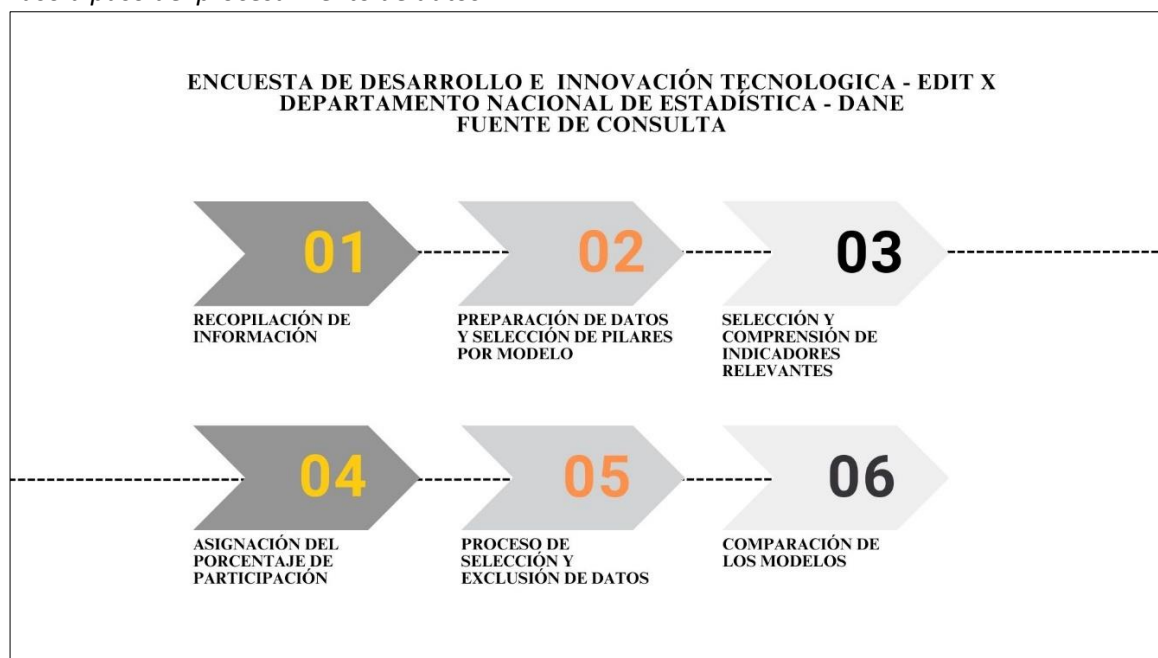 ENCUESTA DE DESARROLLO E INNOVACIÓN TECNOLOGICA - EDIT X
DEPARTAMENTO NACIONAL DE ESTADÍSTICA - DANE
FUENTE DE CONSULTA
01
RECOPILACIÓN DE
INFORMACIÓN
02
PREPARACIÓN DE DATOS
Y SELECCIÓN DE PILARES
POR MODELO
03
SELECCIÓN Y
COMPRENSIÓN DE
INDICADORES
RELEVANTES
04
ASIGNACIÓN DEL
PORCENTAJE DE
PARTICIPACIÓN
05
PROCESO DE
SELECCIÓN Y
EXCLUSIÓN DE DATOS
06
COMPARACIÓN DE
LOS MODELOS